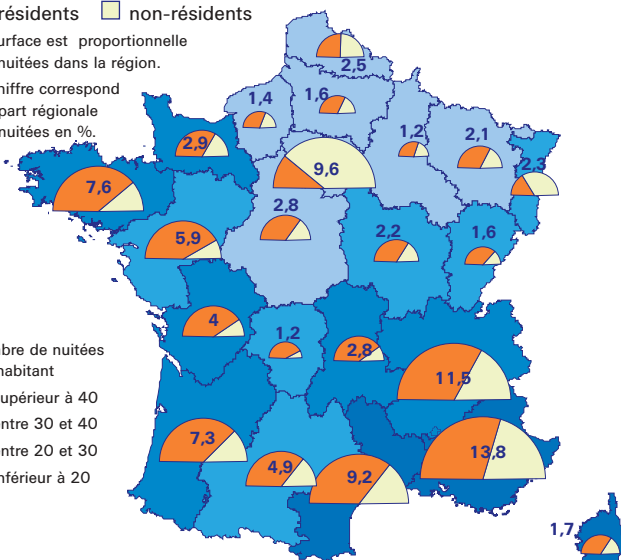 résidents non-résidents
urface est proportionnelle
nuitées dans la région.
hiffre correspond
part régionale
nuitées en %.
2,5
1,4
1,6
1,2
2,1
2,3
2,9
9,6
7,6
2,8
5,9
2,2
1,6
4
1,2
2,8
11,5
7,3
4,9
9,2
13,8
1,7
bre de nuitées
habitant
upérieur à 40
ntre 30 et 40
ntre 20 et 30
nférieur à 20